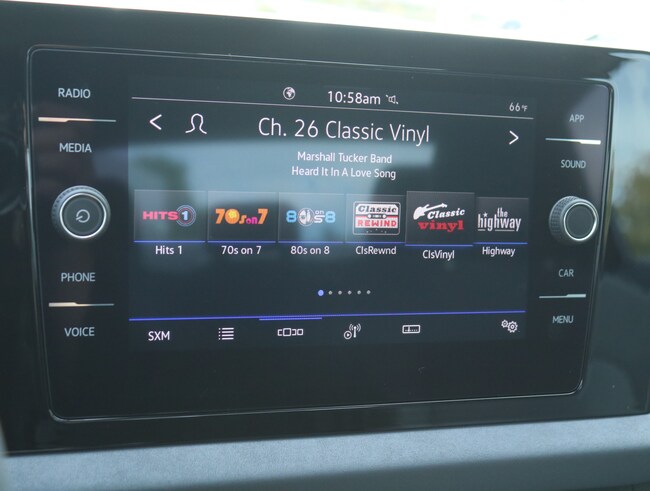 RADIO
MEDIA
PHONE
VOICE
10:58am
66°F
Ch. 26 Classic Vinyl
Marshall Tucker Band
Heard It In A Love Song
HITS 1
70s on 7
80s on 8
Classic REWIND
Classic vinyl
the highway
Hits 1
70s on 7
80s on 8
ClsRewnd
ClsVinyl
Highway
SXM
APP
SOUND
CAR
MENU